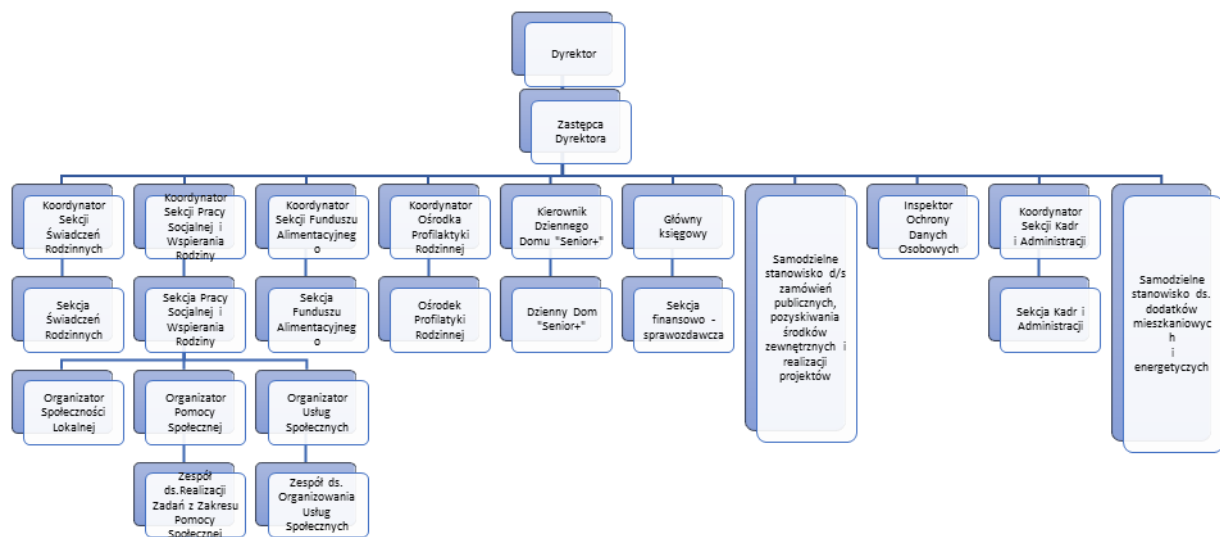 Dyrektor
Zastępca
Dyrektora
Koordynator
Sekcji
Świadczeń
Rodzinnych
Koordynator
Sekcji Pracy
Socjalnej i
Wspierania
Rodziny
Koordynator
Sekcji Funduszu
Alimentacyjneg
o
Koordynator
Ośrodka
Profilaktyki
Rodzinnej
Kierownik
Dziennego
Domu "Senior+"
Główny
księgowy
Samodzielne
stanowisko d/s
zamówień
publicznych,
pozyskiwania
środków
zewnętrznych i
realizacji
projektów
Inspektor
Ochrony
Danych
Osobowych
Koordynator
Sekcji Kadr
i Administracji
Samodzielne
stanowisko ds.
dodatków
mieszkaniowyc
h
i
energetyczych
Sekcja
Świadczeń
Rodzinnych
Sekcja Pracy
Socjalnej i
Wspierania
Rodziny
Sekcja
Funduszu
Alimentacyjneg
o
Ośrodek
Profilatyki
Rodzinnej
Dzienny Dom
"Senior+"
Sekcja
finansowo -
sprawozdawcza
Sekcja Kadr i
Administracji
Organizator
Społeczności
Lokalnej
Organizator
Pomocy
Społecznej
Organizator
Usług
Społecznych
Zespół
ds.Realizacji
Zadań z Zakresu
Pomocy
Społecznej
Zespół ds.
Organizowania
Usług
Społecznych